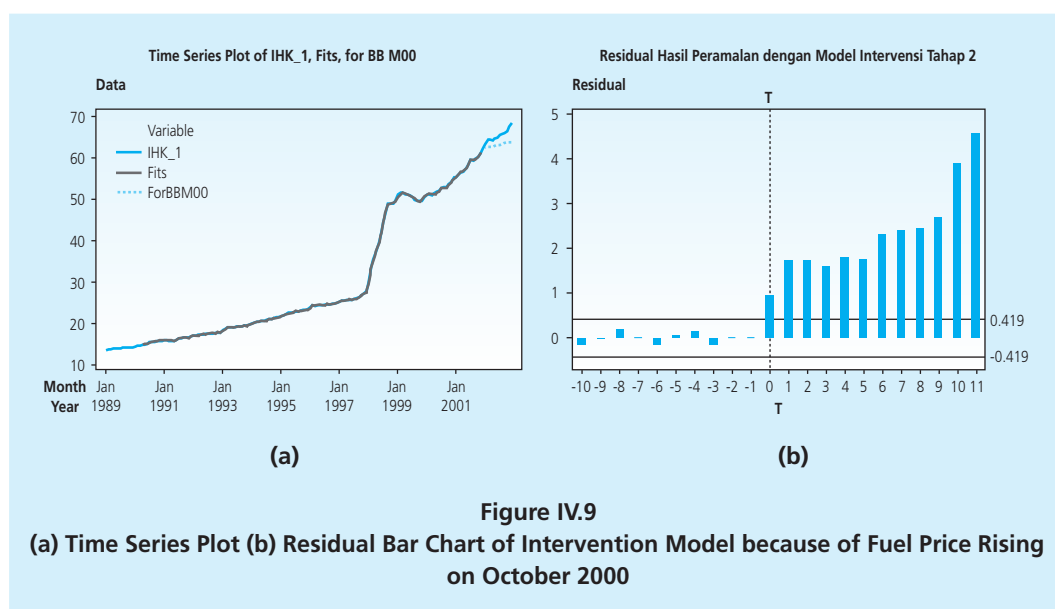 Time Series Plot of IHK_1, Fits, for BB M00
Data
70
60
50
40
30
20
10
Variable
IHK_1
Fits
ForBBM00
Month Jan Jan Jan Jan Jan Jan Jan
Year 1989 1991 1993 1995 1997 1999 2001
(a)
Residual Hasil Peramalan dengan Model Intervensi Tahap 2
Residual
T
5
4
3
2
1
0
0.419
-0.419
-10 -9 -8 -7 -6 -5 -4 -3 -2 -1 0 1 2 3 4 5 6 7 8 9 10 11
T
(b)
Figure IV.9
(a) Time Series Plot (b) Residual Bar Chart of Intervention Model because of Fuel Price Rising
on October 2000